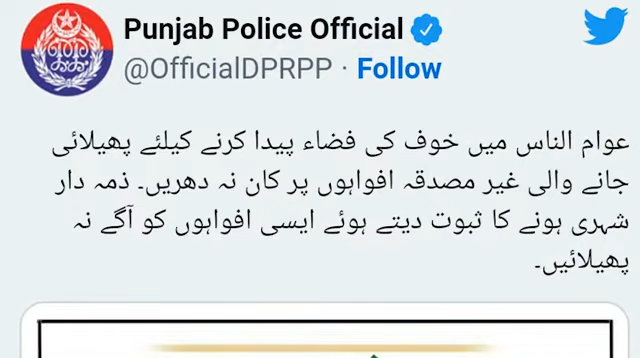 Punjab Police Official
@OfficialDPRPP · Follow
عوام الناس میں خوف کی فضاء پیدا کرنے کیلئے پھیلائی
جانے والی غیر مصدقہ افواہوں پر کان نہ دھریں۔ ذمہ دار
شہری ہونے کا ثبوت دیتے ہوئے ایسی افواہوں کو آگے نہ
پھیلائیں۔